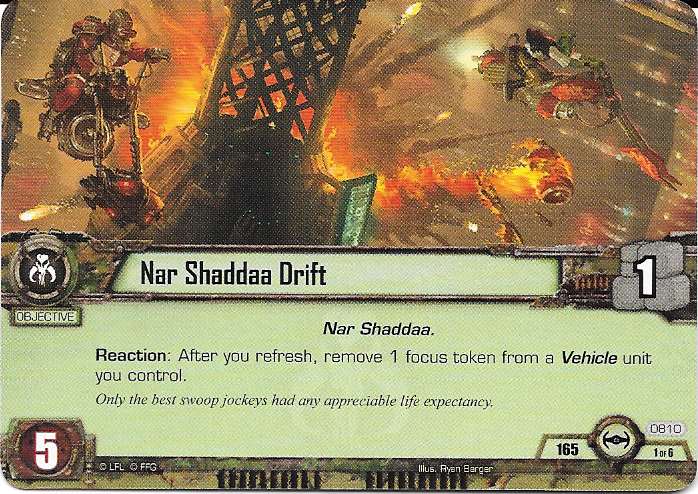 Nar Shaddaa Drift
1
OBJECTIVE
Nar Shaddaa.
Reaction: After you refresh, remove 1 focus token from a Vehicle unit
you control.
Only the best swoop jockeys had any appreciable life expectancy.
5
0810
165
1 OF 6
© LFL © FFG
Illus. Ryan Barger